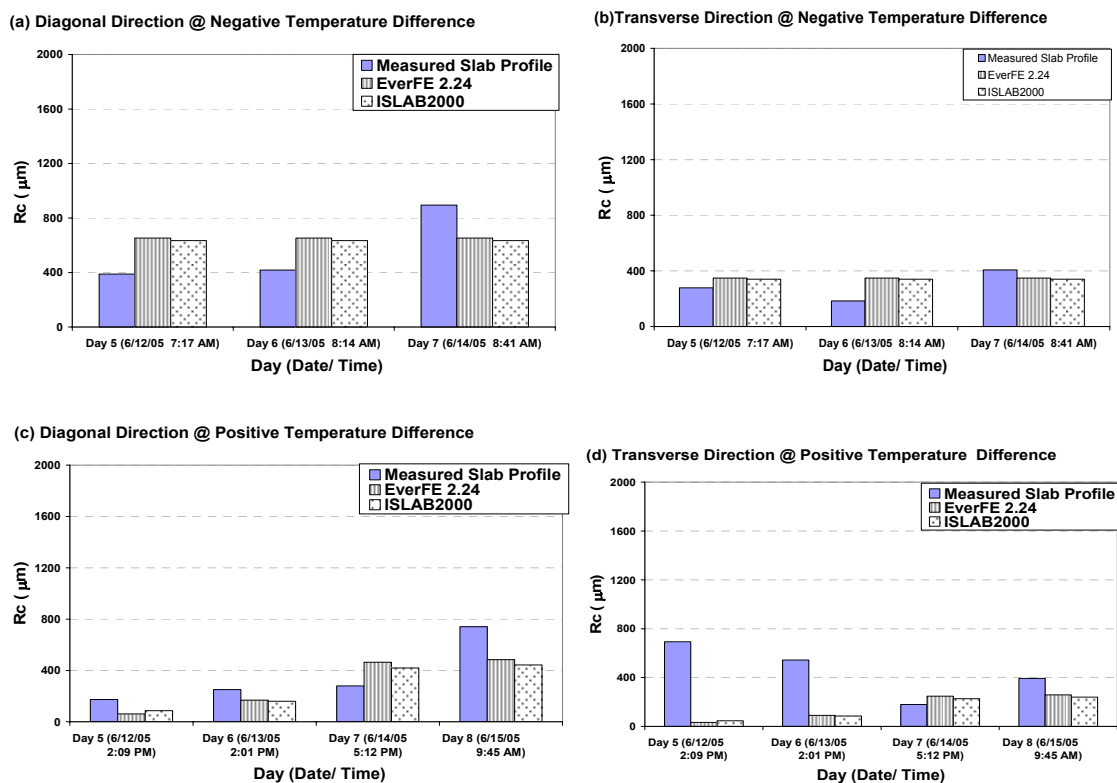 (a) Diagonal Direction @ Negative Temperature Difference
2000
1600
1200
800
400
0
Rc ( μm)
Measured Slab Profile
EverFE 2.24
ISLAB2000
Day 5 (6/12/05 7:17 AM)
Day 6 (6/13/05 8:14 AM)
Day 7 (6/14/05 8:41 AM)
Day (Date/ Time)
(b)Transverse Direction @ Negative Temperature Difference
2000
1600
1200
800
400
0
Rc ( μm)
Measured Slab Profile
EverFE 2.24
ISLAB2000
Day 5 (6/12/05 7:17 AM)
Day 6 (6/13/05 8:14 AM)
Day 7 (6/14/05 8:41 AM)
Day (Date/ Time)
(c) Diagonal Direction @ Positive Temperature Difference
2000
1600
1200
800
400
0
Rc ( μm)
Measured Slab Profile
EverFE 2.24
ISLAB2000
Day 5 (6/12/05
2:09 PM)
Day 6 (6/13/05
2:01 PM)
Day 7 (6/14/05
5:12 PM)
Day 8 (6/15/05
9:45 AM)
Day (Date/ Time)
(d) Transverse Direction @ Positive Temperature Difference
2000
1600
1200
800
400
0
Rc ( μm)
Measured Slab Profile
EverFE 2.24
ISLAB2000
Day 5 (6/12/05
2:09 PM)
Day 6 (6/13/05
2:01 PM)
Day 7 (6/14/05
5:12 PM)
Day 8 (6/15/05
9:45 AM)
Day (Date/ Time)